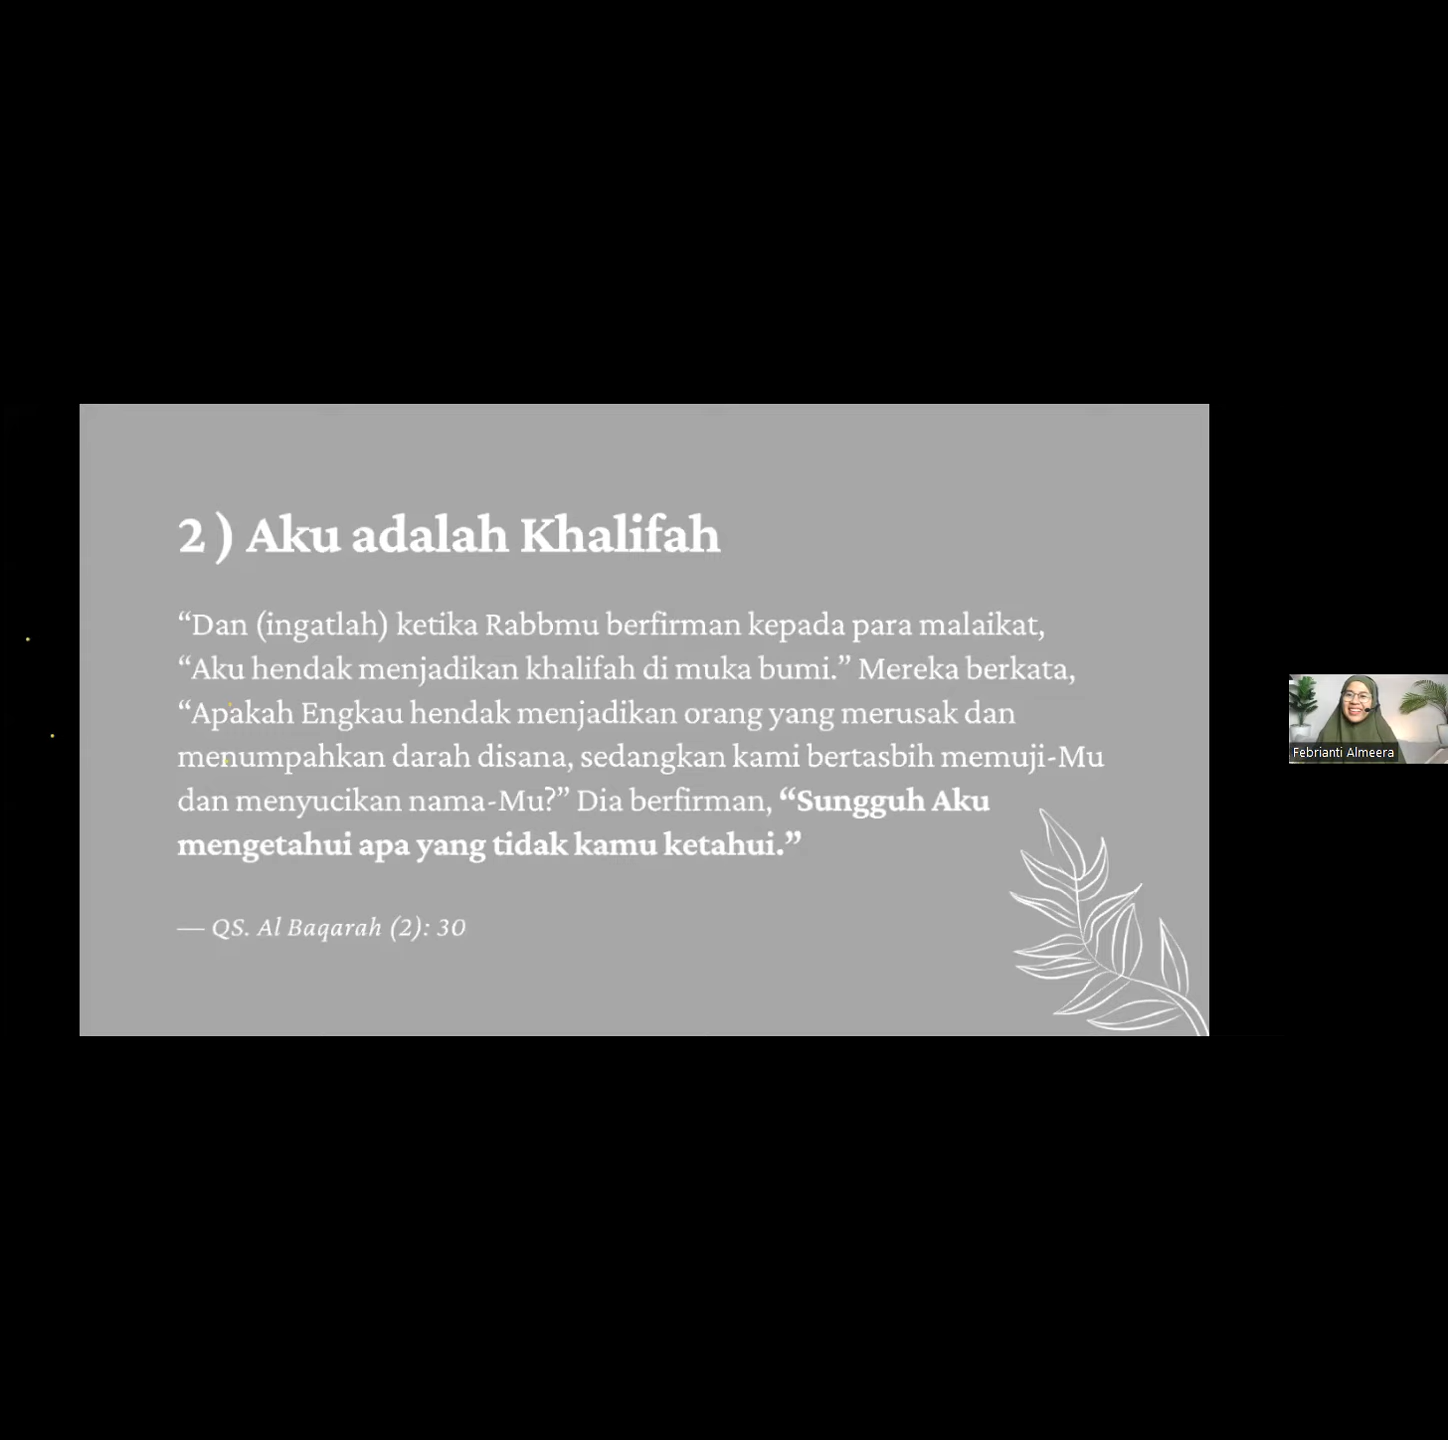 2 ) Aku adalah Khalifah
“Dan (ingatlah) ketika Rabbmu berfirman kepada para malaikat,
“Aku hendak menjadikan khalifah di muka bumi.” Mereka berkata,
“Apakah Engkau hendak menjadikan orang yang merusak dan
menumpahkan darah disana, sedangkan kami bertasbih memuji-Mu
dan menyucikan nama-Mu?” Dia berfirman, “Sungguh Aku
mengetahui apa yang tidak kamu ketahui.”
— QS. Al Baqarah (2): 30
Febrianti Almeera